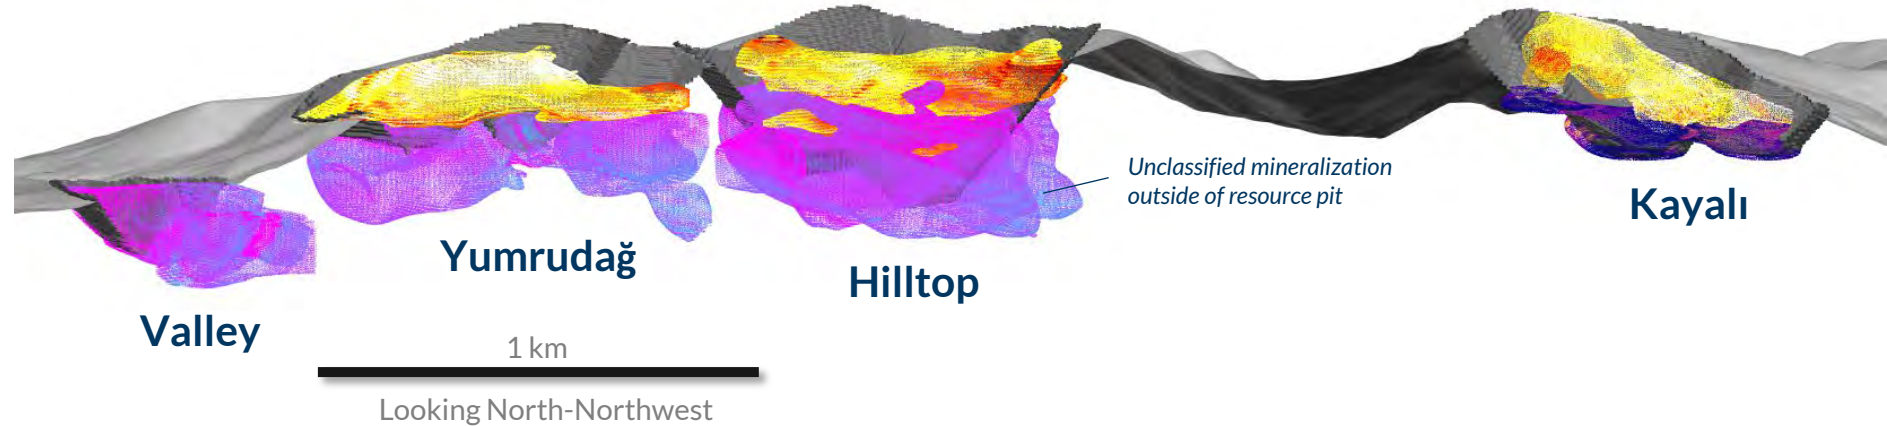 Unclassified mineralization
outside of resource pit
Kayalı
Yumrudağ
Hilltop
Valley
1 km
Looking North-Northwest